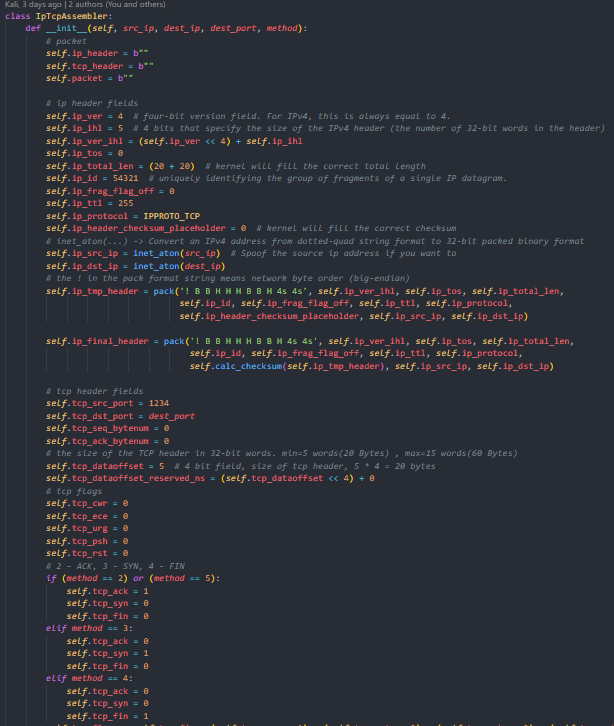 Kali, 3 days ago | 2 authors (You and others)
class IpTcpAssembler:
    def __init__(self, src_ip, dest_ip, dest_port, method):
        # packet
        self.ip_header = b""
        self.tcp_header = b""
        self.packet = b""

        # ip header fields
        self.ip_ver = 4  # four-bit version field. For IPv4, this is always equal to 4.
        self.ip_ihl = 5  # 4 bits that specify the size of the IPv4 header (the number of 32-bit words in the header)
        self.ip_ver_ihl = (self.ip_ver << 4) + self.ip_ihl
        self.ip_tos = 0
        self.ip_total_len = (20 + 20)  # kernel will fill the correct total length
        self.ip_id = 54321  # uniquely identifying the group of fragments of a single IP datagram.
        self.ip_frag_flag_off = 0
        self.ip_ttl = 255
        self.ip_protocol = IPPROTO_TCP
        self.ip_header_checksum_placeholder = 0  # kernel will fill the correct checksum
        # inet_aton(...) -> Convert an IPv4 address from dotted-quad string format to 32-bit packed binary format
        self.ip_src_ip = inet_aton(src_ip)  # Spoof the source ip address if you want to
        self.ip_dst_ip = inet_aton(dest_ip)
        # the ! in the pack format string means network byte order (big-endian)
        self.ip_tmp_header = pack('! B B H H H B B H 4s 4s', self.ip_ver_ihl, self.ip_tos, self.ip_total_len,
                                  self.ip_id, self.ip_frag_flag_off, self.ip_ttl, self.ip_protocol,
                                  self.ip_header_checksum_placeholder, self.ip_src_ip, self.ip_dst_ip)

        self.ip_final_header = pack('! B B H H H B B H 4s 4s', self.ip_ver_ihl, self.ip_tos, self.ip_total_len,
                                    self.ip_id, self.ip_frag_flag_off, self.ip_ttl, self.ip_protocol,
                                    self.calc_checksum(self.ip_tmp_header), self.ip_src_ip, self.ip_dst_ip)

        # tcp header fields
        self.tcp_src_port = 1234
        self.tcp_dst_port = dest_port
        self.tcp_seq_bytenum = 0
        self.tcp_ack_bytenum = 0
        # the size of the TCP header in 32-bit words. min=5 words(20 Bytes) , max=15 words(60 Bytes)
        self.tcp_dataoffset = 5  # 4 bit field, size of tcp header, 5 * 4 = 20 bytes
        self.tcp_dataoffset_reserved_ns = (self.tcp_dataoffset << 4) + 0
        # tcp flags
        self.tcp_cwr = 0
        self.tcp_ece = 0
        self.tcp_urg = 0
        self.tcp_psh = 0
        self.tcp_rst = 0
        # 2 - ACK, 3 - SYN, 4 - FIN
        if (method == 2) or (method == 5):
            self.tcp_ack = 1
            self.tcp_syn = 0
            self.tcp_fin = 0
        elif method == 3:
            self.tcp_ack = 0
            self.tcp_syn = 1
            self.tcp_fin = 0
        elif method == 4:
            self.tcp_ack = 0
            self.tcp_syn = 0
            self.tcp_fin = 1